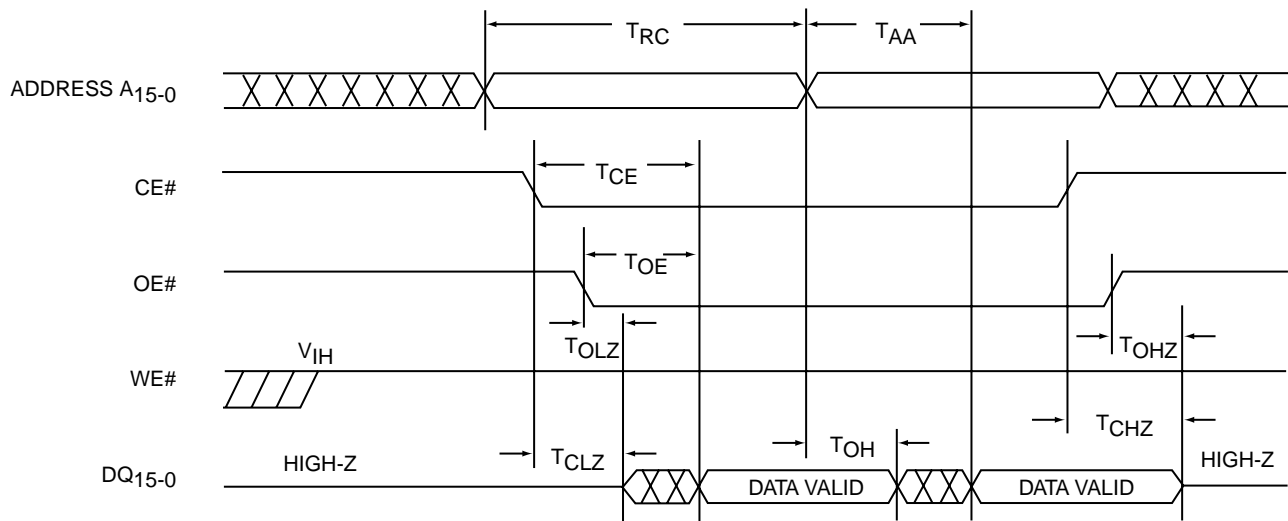 TRC
TAA
ADDRESS A15-0
TCE
CE#
TOE
OE#
TOLZ
TOHZ
VIH
WE#
TCHZ
TCLZ
TOH
HIGH-Z
HIGH-Z
DQ15-0
DATA VALID
DATA VALID